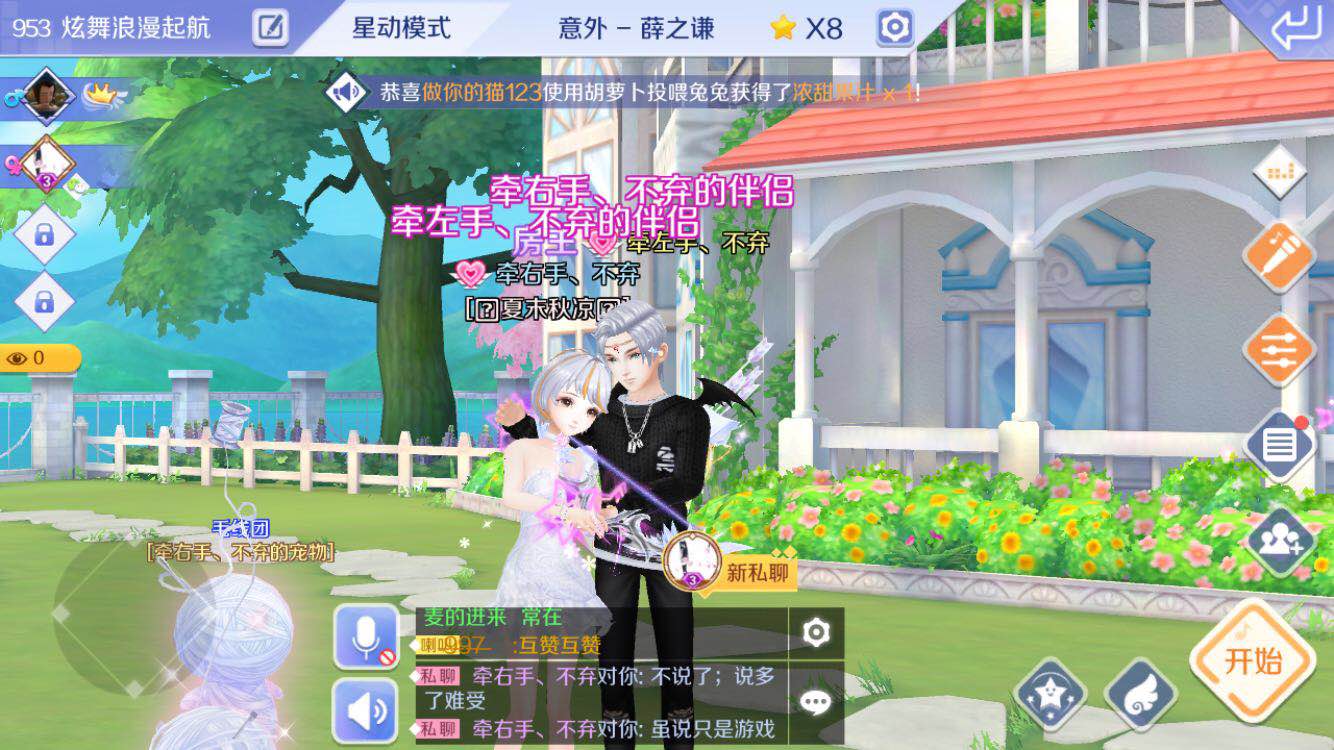 953 炫舞浪漫起航
星动模式
意外 - 薛之谦
X8
恭喜做你的猫123使用胡萝卜投喂兔兔获得了浓甜果汁 x 1!
3
牵右手、不弃的伴侣
牵左手、不弃的伴侣
房主
牵左手、不弃
牵右手、不弃
夏末秋凉
0
毛线团
[牵右手、不弃的宠物]
3
新私聊
麦的进来 常在
喇叭
:互赞互赞
私聊 牵右手、不弃对你: 不说了；说多
了难受
私聊 牵右手、不弃对你: 虽说只是游戏
开始